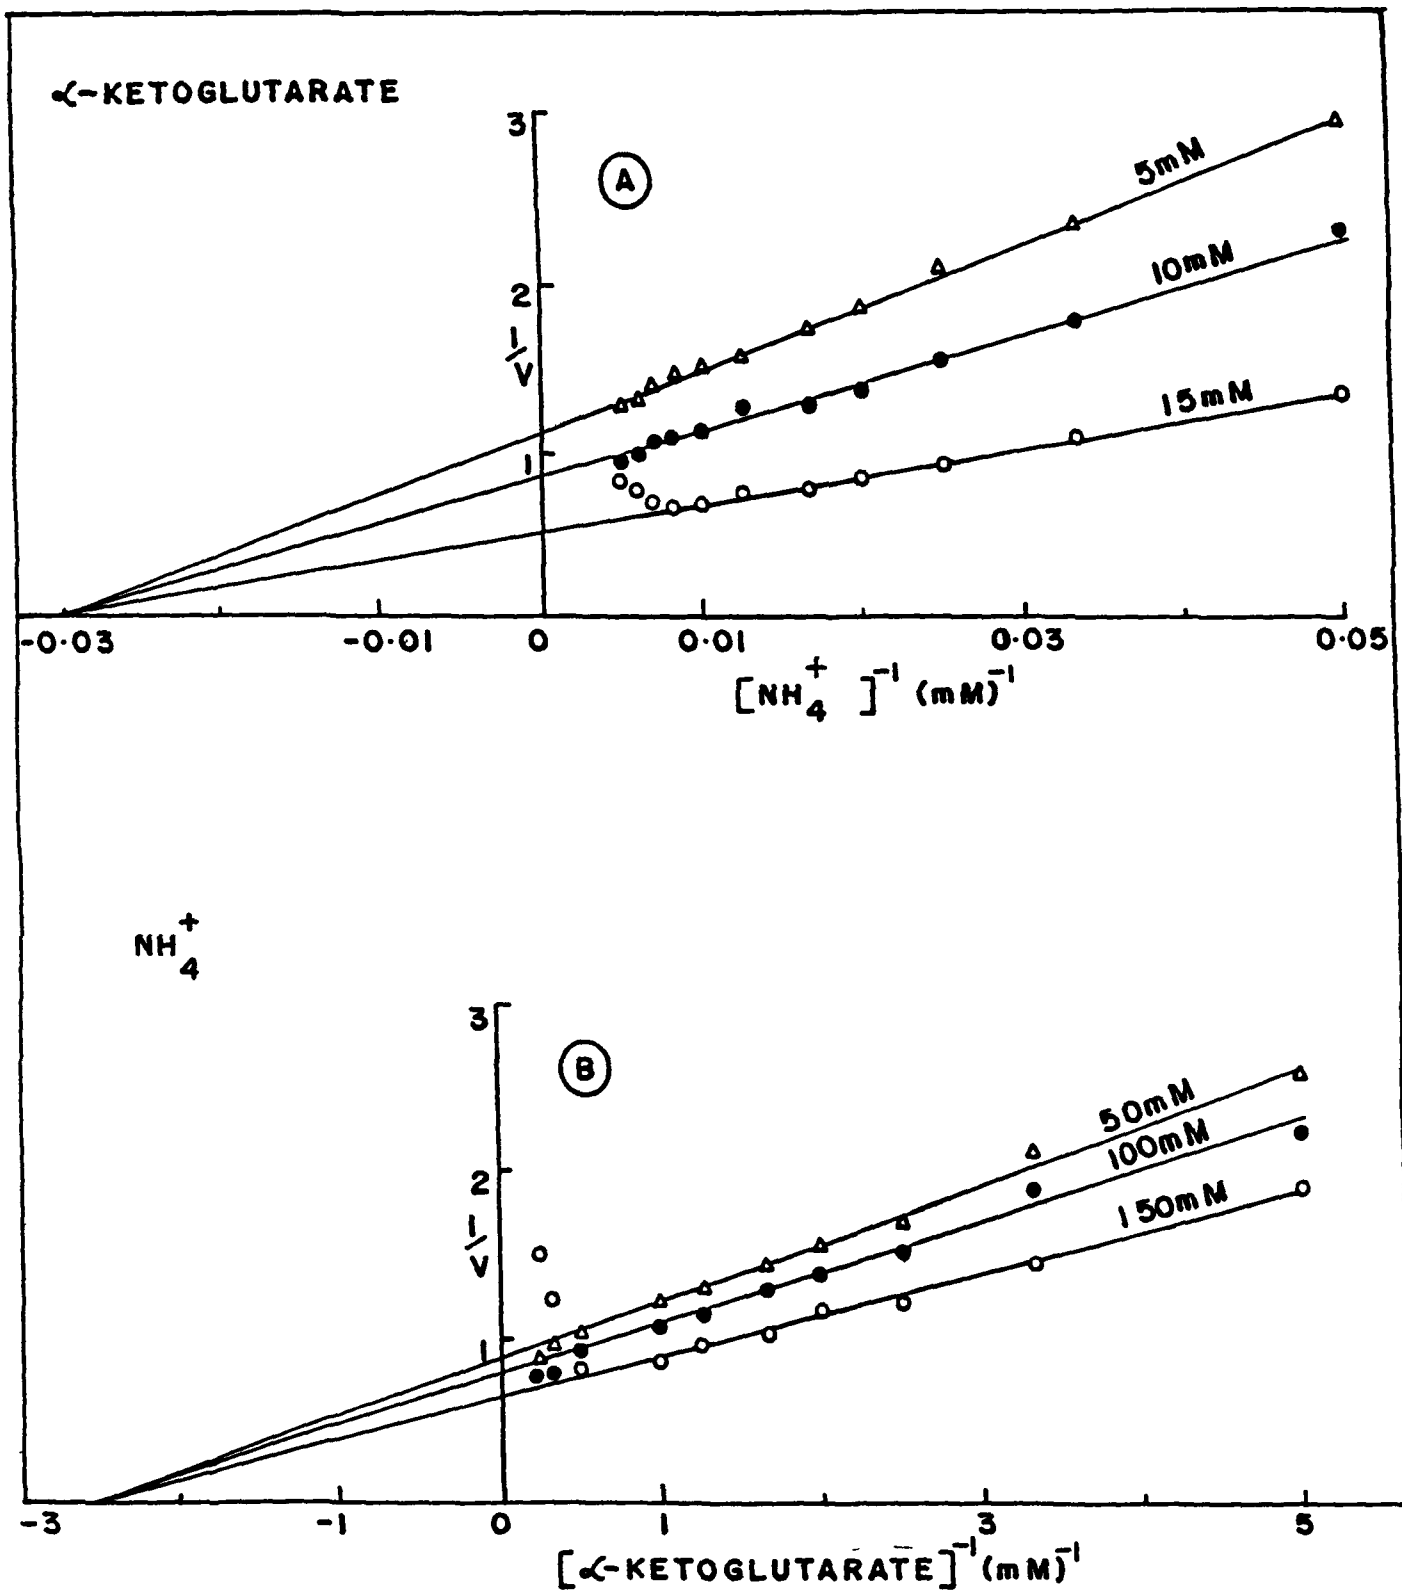 α-KETOGLUTARATE
3
A
5mM
10mM
2
1/V
15mM
1
-0.03 -0.01 0 0.01 0.03 0.05
[NH4+]-1 (mM)-1
NH4+
3
B
50mM
100mM
2
150mM
1/V
1
-3 -1 0 1 3 5
[α-KETOGLUTARATE]-1 (mM)-1